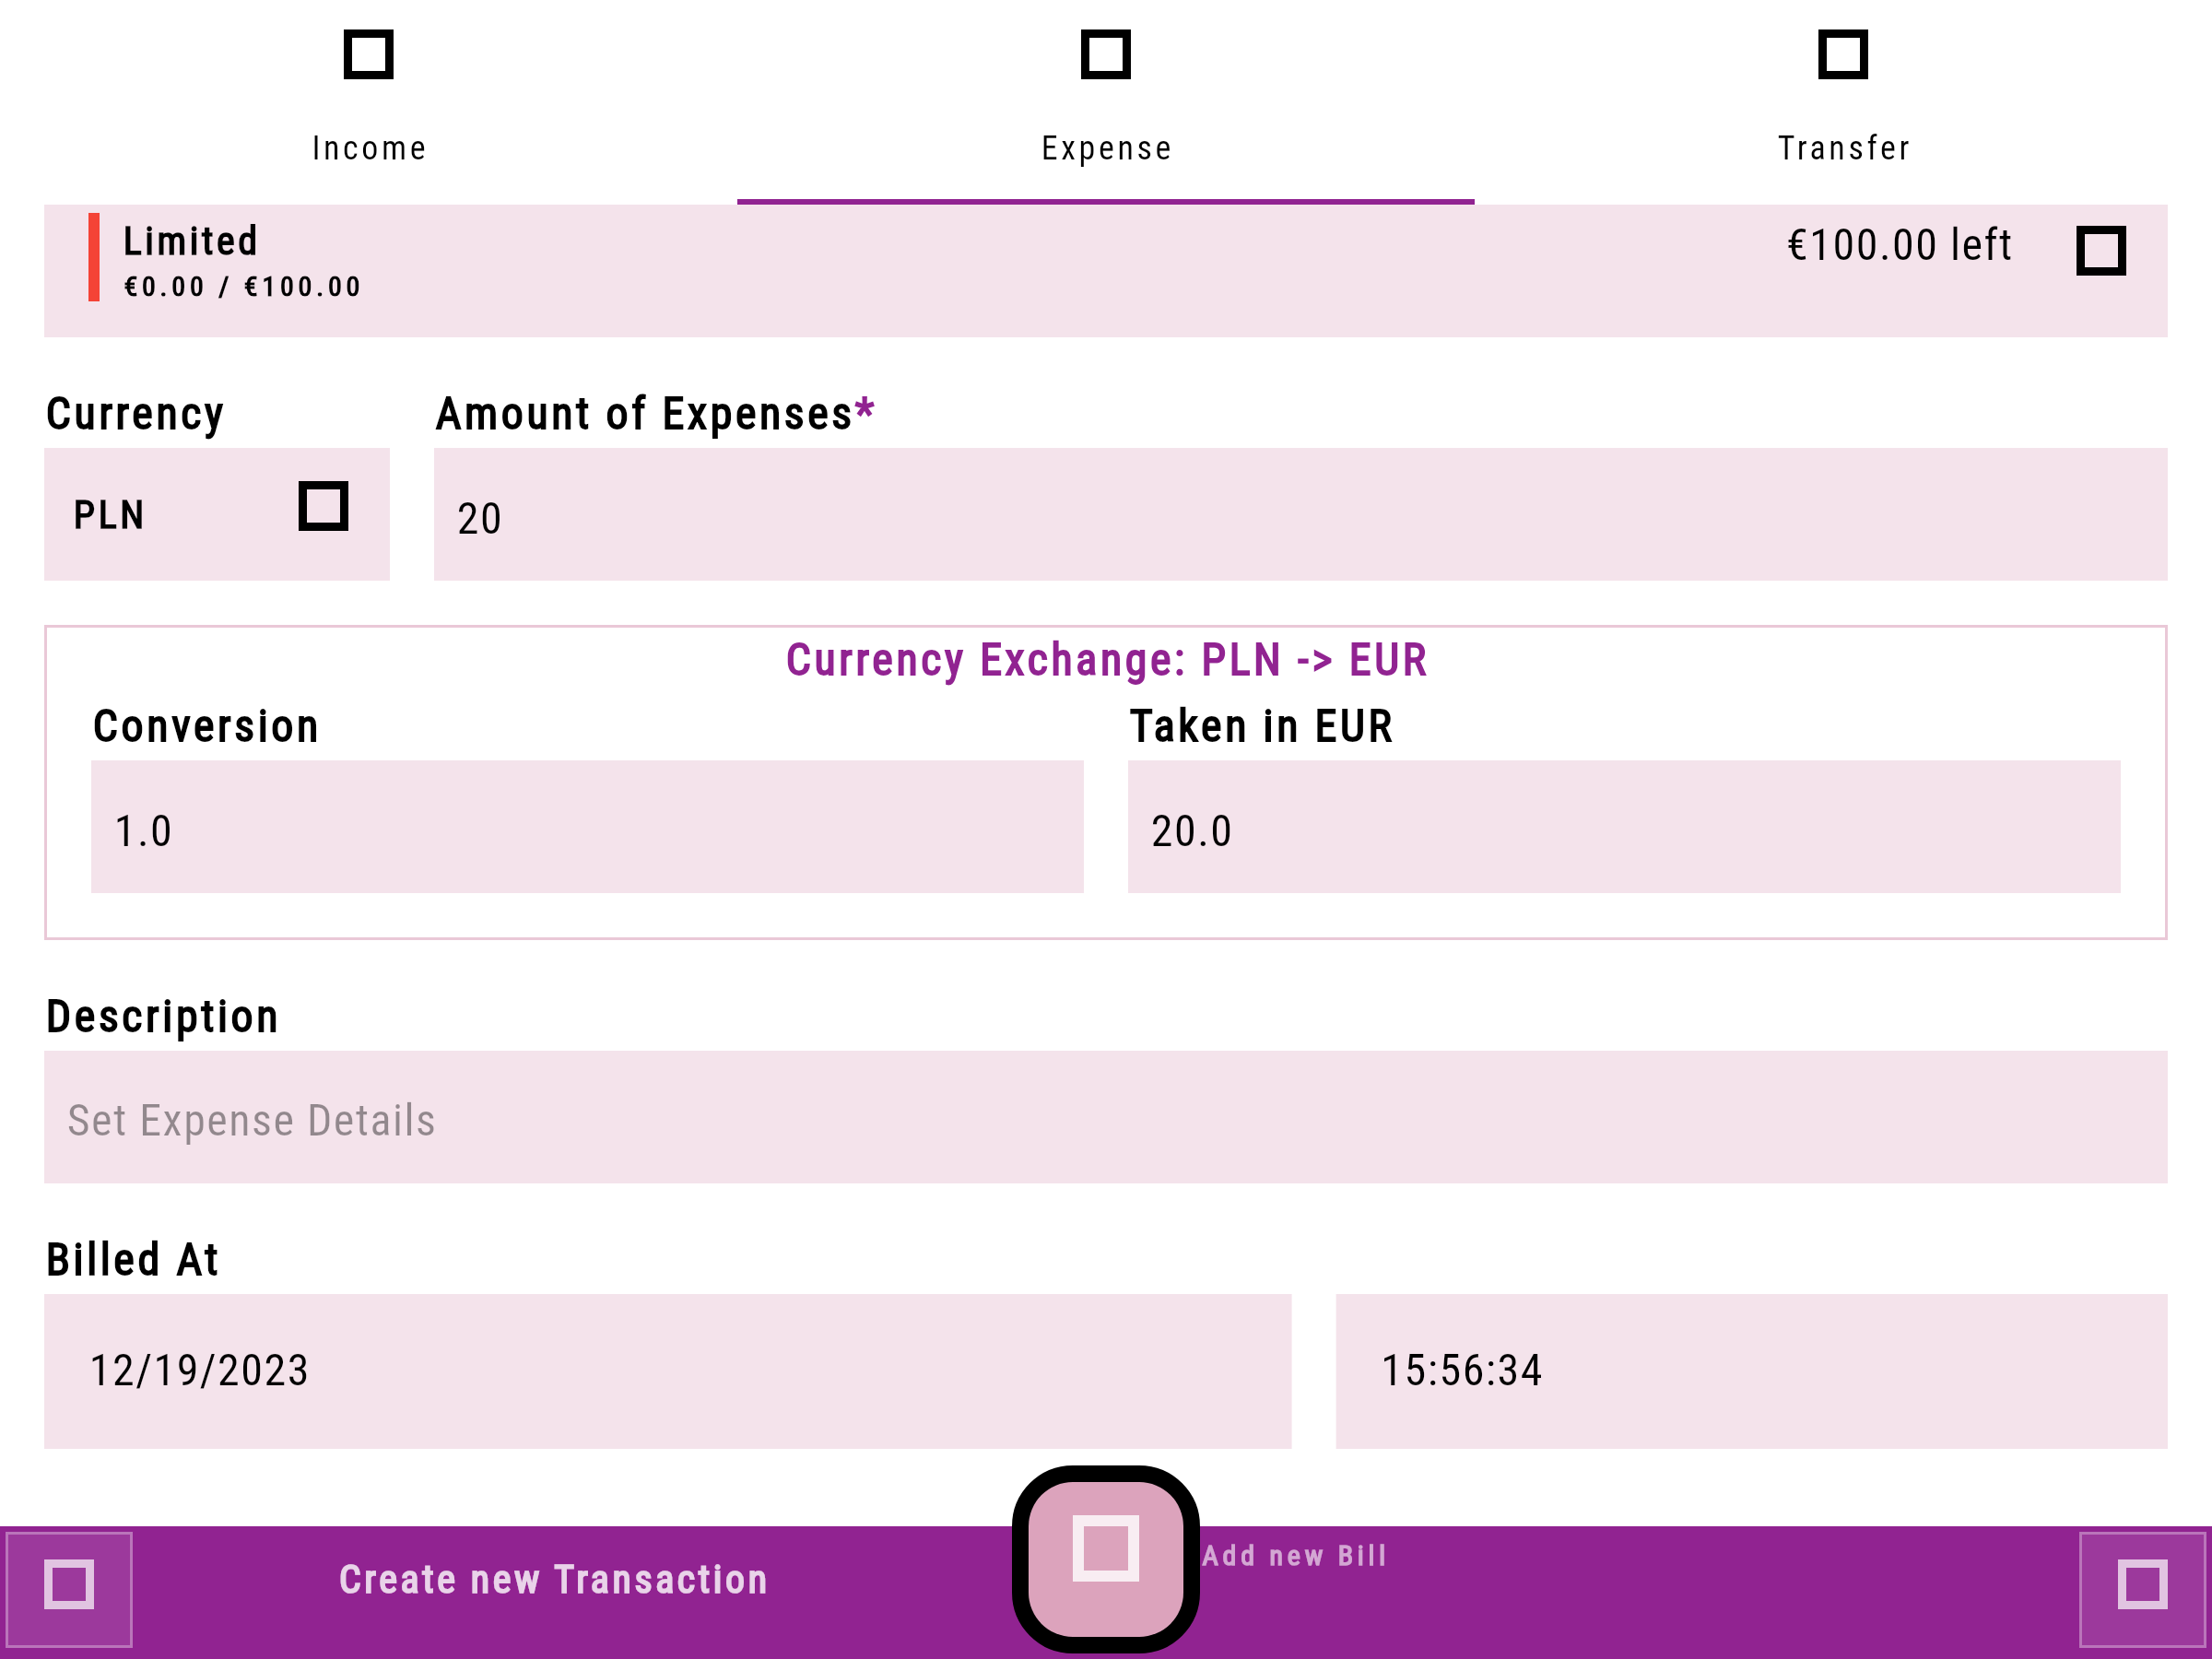 Income
Expense
Transfer
Limited
€100.00 left
€0.00 / €100.00
Currency
Amount of Expenses*
PLN
20
Currency Exchange: PLN -> EUR
Conversion
Taken in EUR
1.0
20.0
Description
Set Expense Details
Billed At
12/19/2023
15:56:34
Create new Transaction
Add new Bill